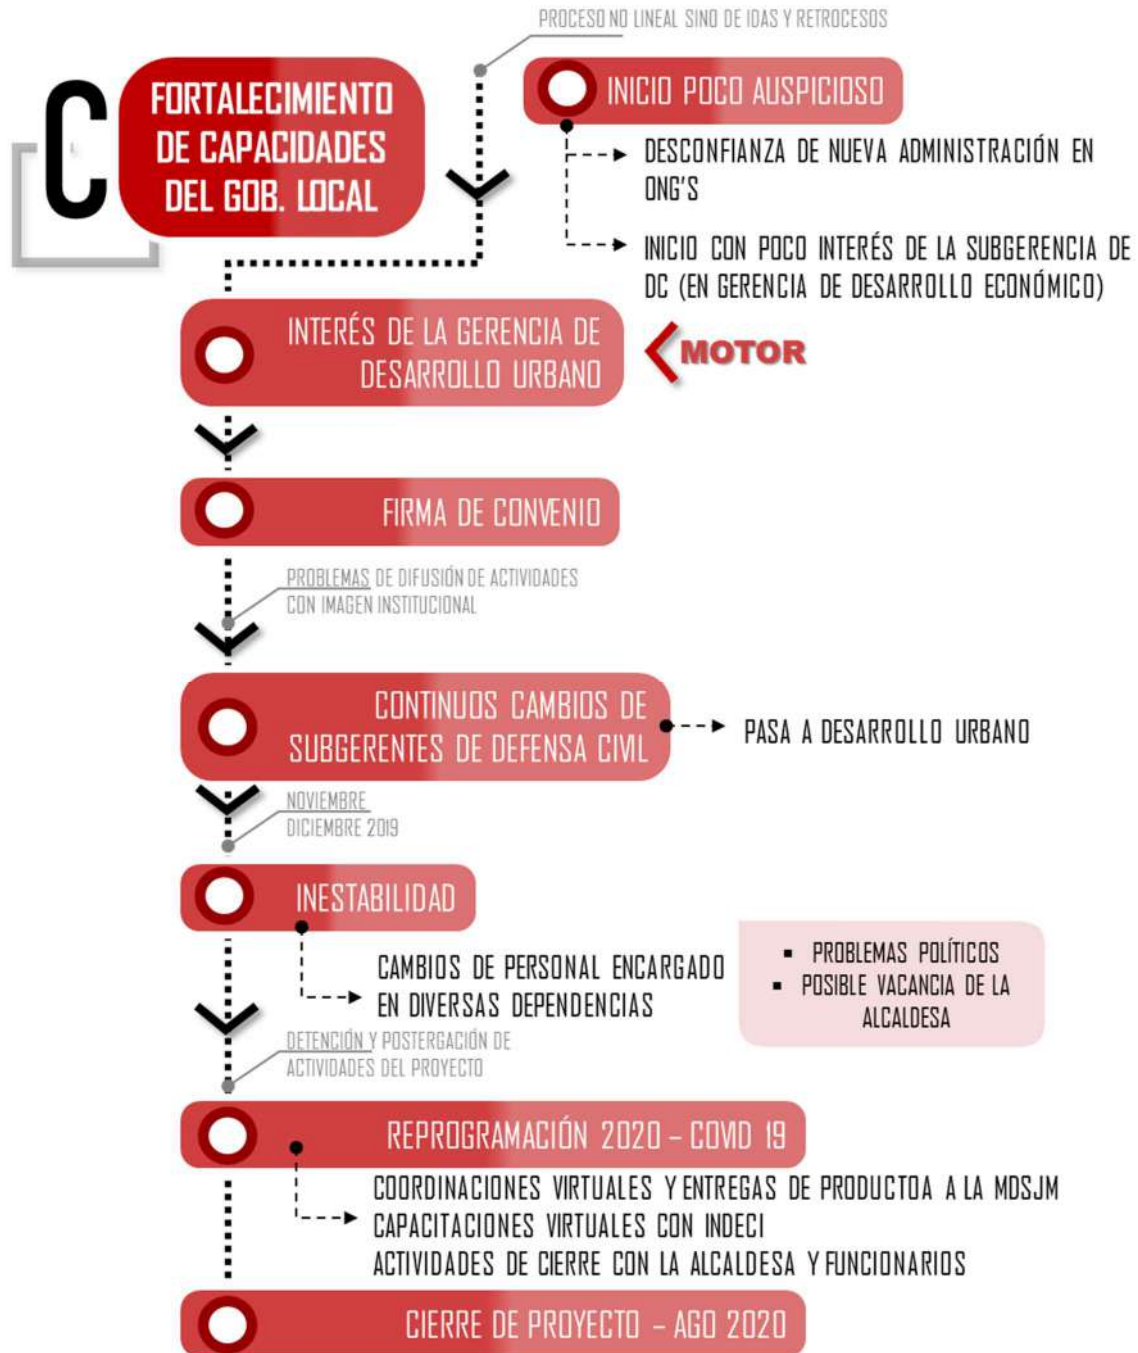 PROCESO NO LINEAL SINO DE IDAS Y RETROCESOS
C
FORTALECIMIENTO
DE CAPACIDADES
DEL GOB. LOCAL
INICIO POCO AUSPICIOSO
DESCONFIANZA DE NUEVA ADMINISTRACIÓN EN
ONG'S
INICIO CON POCO INTERÉS DE LA SUBGERENCIA DE
DC (EN GERENCIA DE DESARROLLO ECONÓMICO)
INTERÉS DE LA GERENCIA DE
DESARROLLO URBANO
MOTOR
FIRMA DE CONVENIO
PROBLEMAS DE DIFUSIÓN DE ACTIVIDADES
CON IMAGEN INSTITUCIONAL
CONTINUOS CAMBIOS DE
SUBGERENTES DE DEFENSA CIVIL
PASA A DESARROLLO URBANO
NOVIEMBRE
DICIEMBRE 2019
INESTABILIDAD
CAMBIOS DE PERSONAL ENCARGADO
EN DIVERSAS DEPENDENCIAS
▪ PROBLEMAS POLÍTICOS
▪ POSIBLE VACANCIA DE LA
ALCALDESA
DETENCIÓN Y POSTERGACIÓN DE
ACTIVIDADES DEL PROYECTO
REPROGRAMACIÓN 2020 – COVID 19
COORDINACIONES VIRTUALES Y ENTREGAS DE PRODUCTOA A LA MDSJM
CAPACITACIONES VIRTUALES CON INDECI
ACTIVIDADES DE CIERRE CON LA ALCALDESA Y FUNCIONARIOS
CIERRE DE PROYECTO – AGO 2020